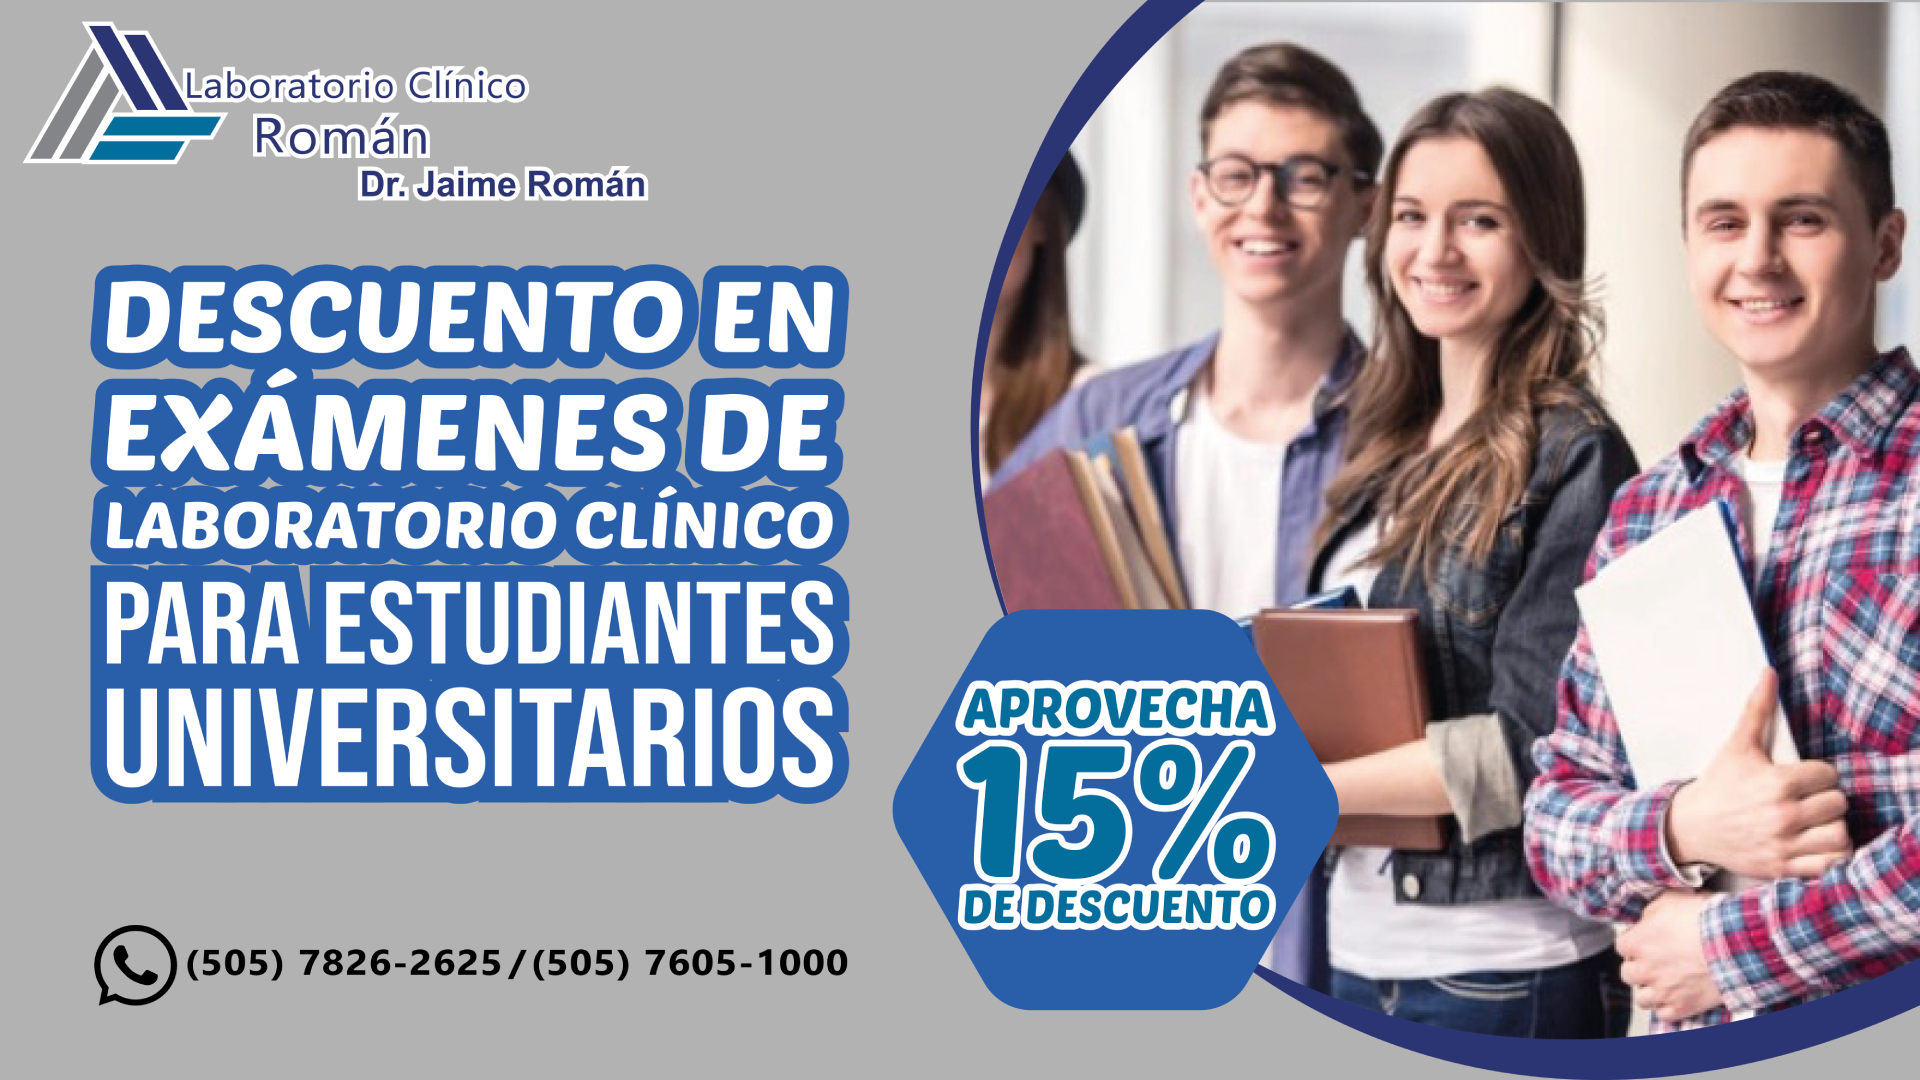 Laboratorio Clínico
Román
Dr. Jaime Román
DESCUENTO EN
EXÁMENES DE
LABORATORIO CLÍNICO
PARA ESTUDIANTES
UNIVERSITARIOS
APROVECHA
15%
DE DESCUENTO
(505) 7826-2625/(505) 7605-1000